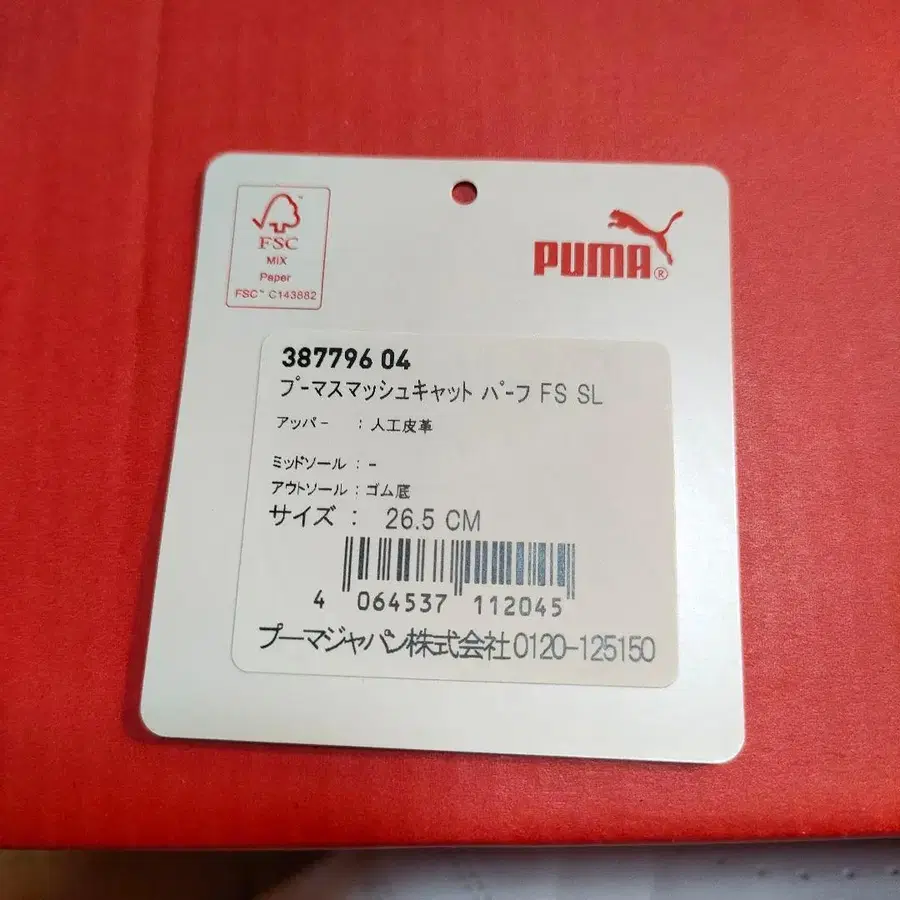 FSC
MIX
Paper
FSC™ C143882
PUMA®
387796 04
プーマスマッシュキャット パーフ FS SL
アッパー : 人工皮革
ミッドソール : -
アウトソール : ゴム底
サイズ : 26.5 CM
4 064537 112045
プーマジャパン株式会社0120-125150